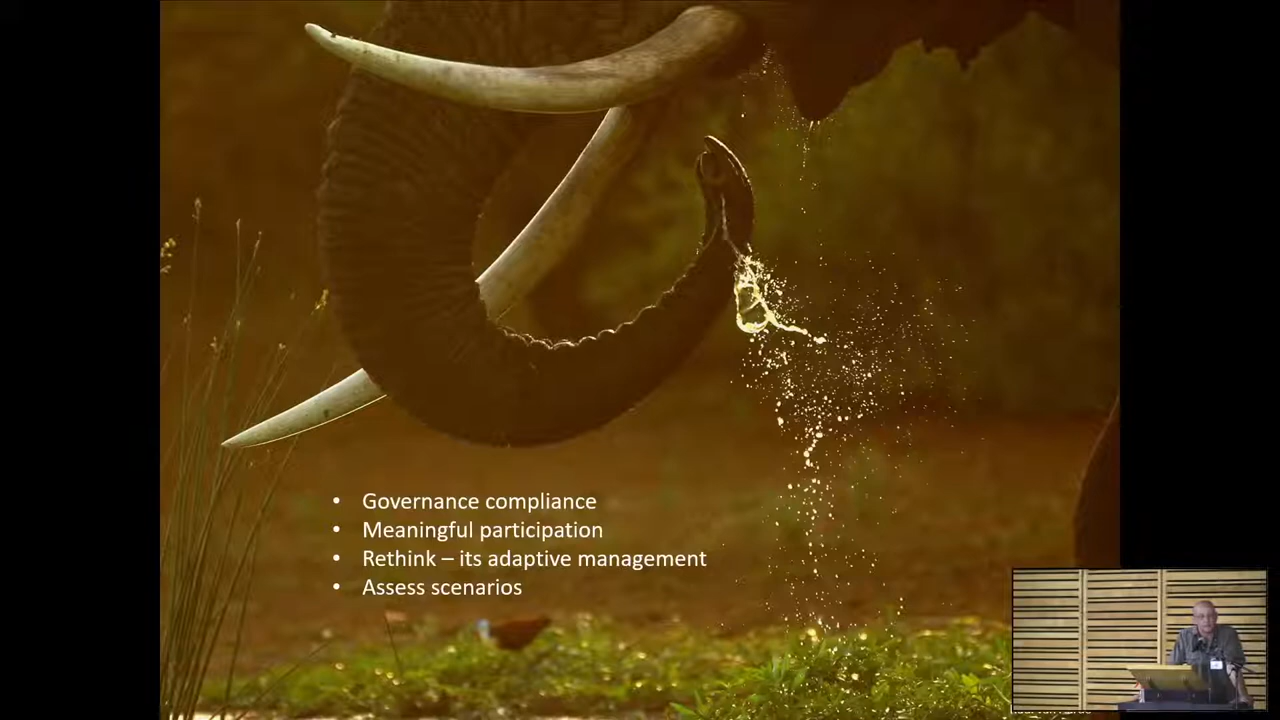 • Governance compliance
• Meaningful participation
• Rethink – its adaptive management
• Assess scenarios